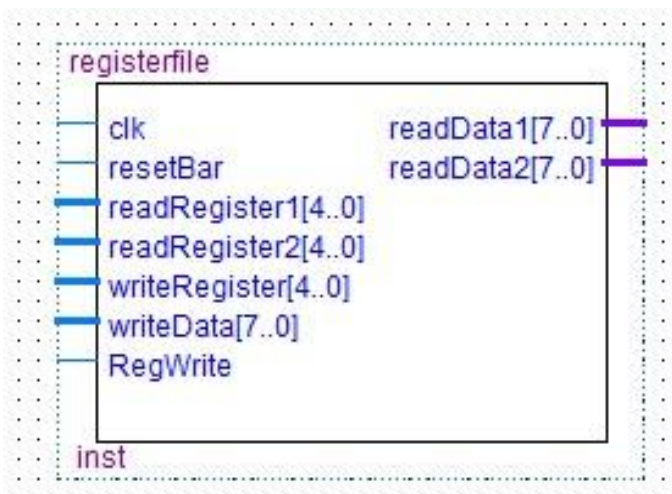 registerfile
clk readData1[7..0]
resetBar readData2[7..0]
readRegister1[4..0]
readRegister2[4..0]
writeRegister[4..0]
writeData[7..0]
RegWrite
inst